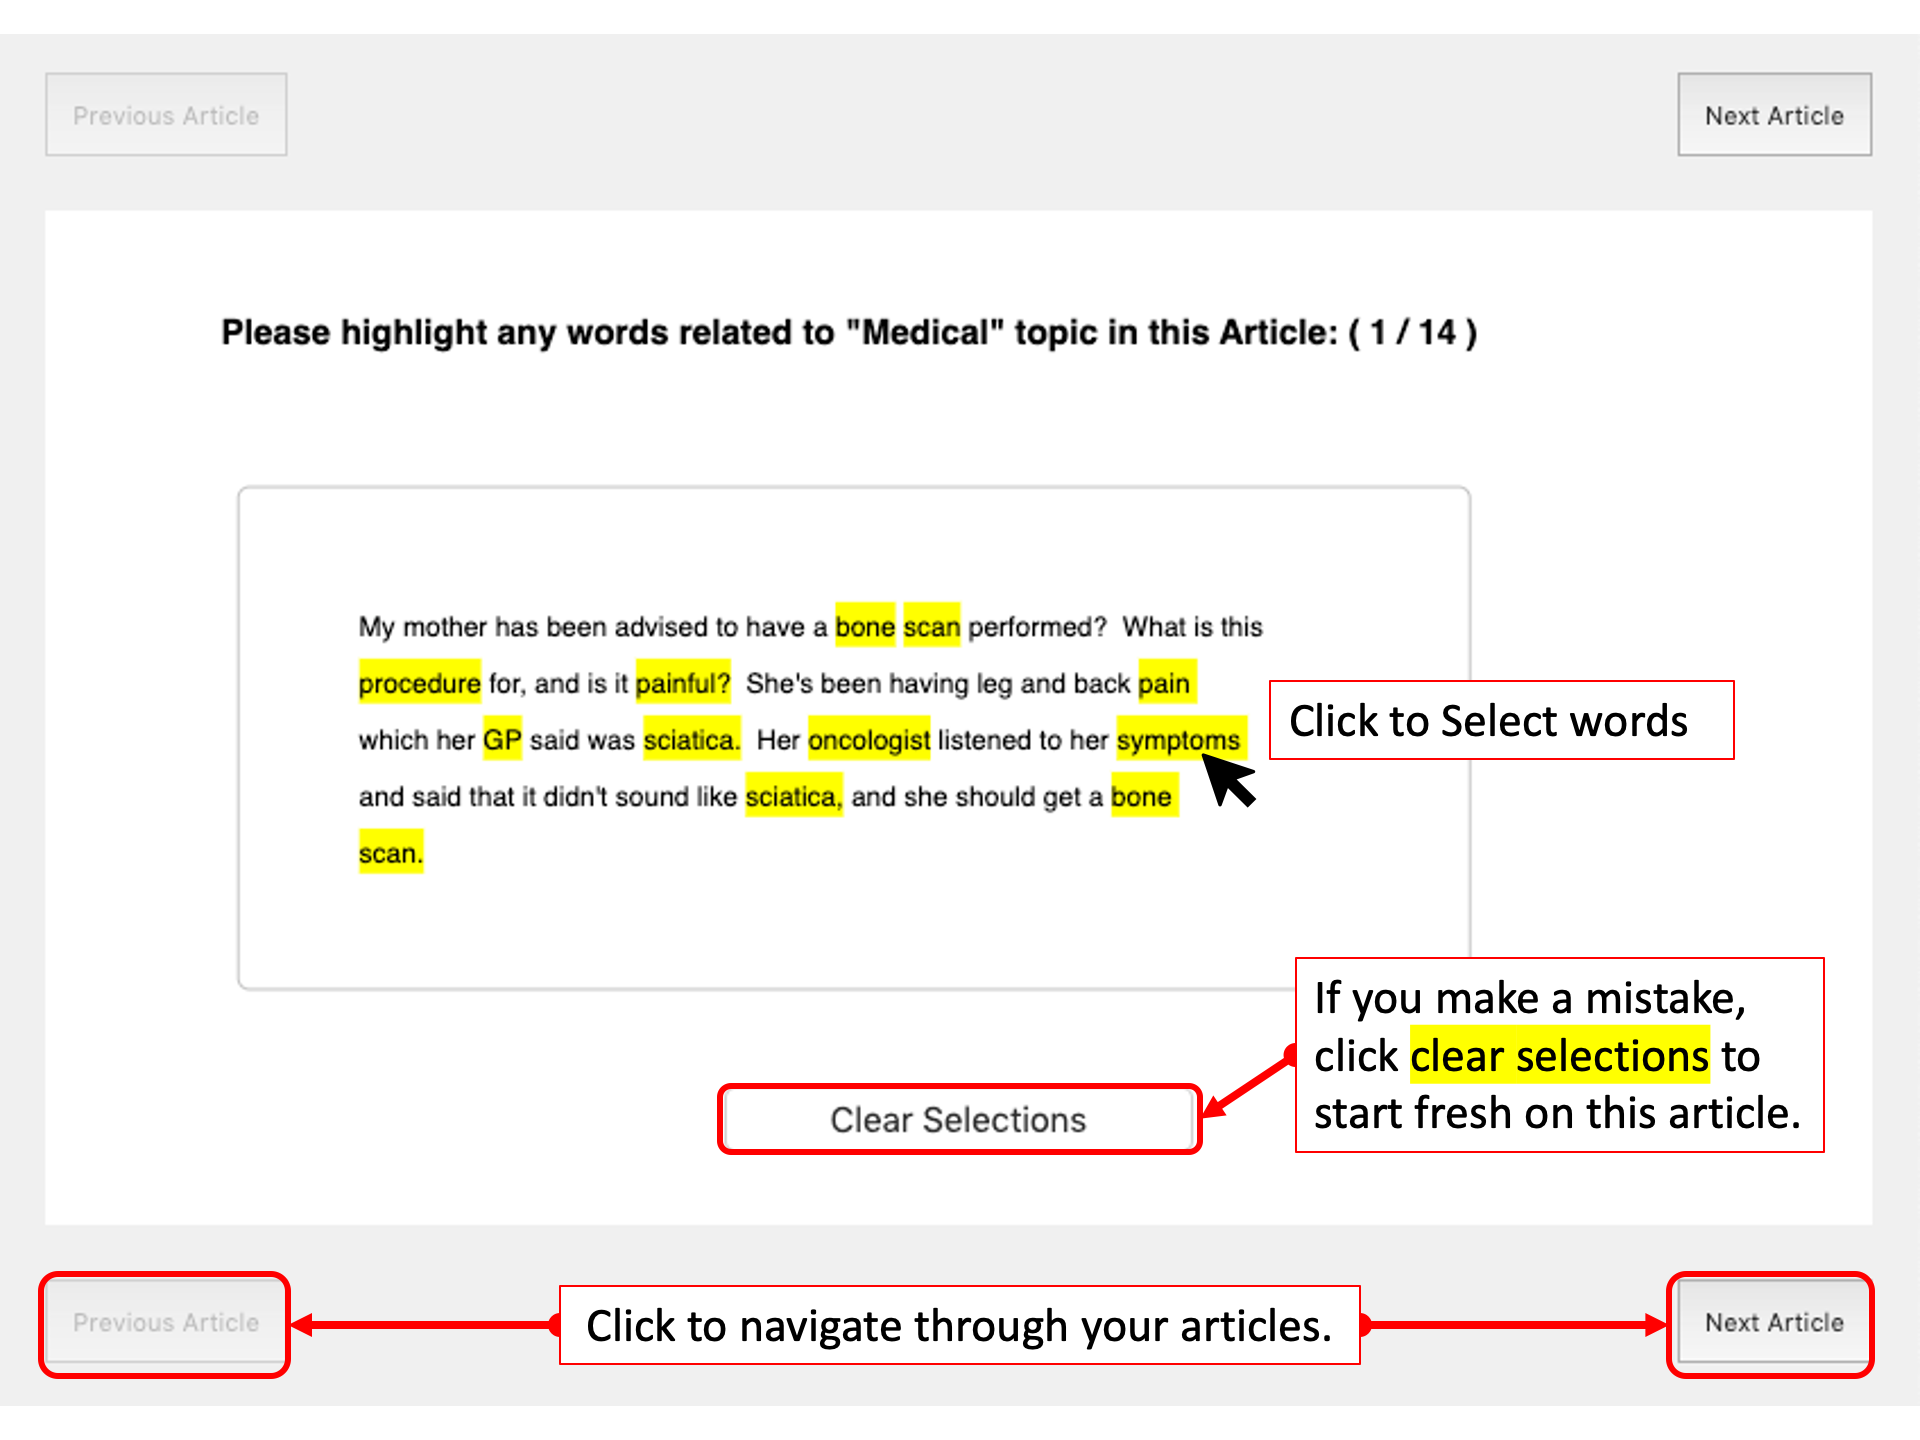 Previous Article
Next Article
Please highlight any words related to "Medical" topic in this Article: ( 1 / 14 )
My mother has been advised to have a bone scan performed?  What is this
procedure for, and is it painful?  She's been having leg and back pain
which her GP said was sciatica.  Her oncologist listened to her symptoms
and said that it didn't sound like sciatica, and she should get a bone
scan.
Click to Select words
If you make a mistake,
click clear selections to
start fresh on this article.
Clear Selections
Previous Article
Click to navigate through your articles.
Next Article